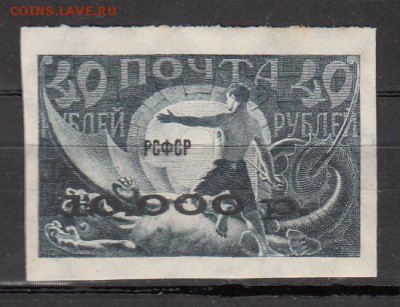 COINS.LAVE.RU
40 ПОЧТА 40
РУБЛЕЙ РУБЛЕЙ
РСФСР
10.000 р.